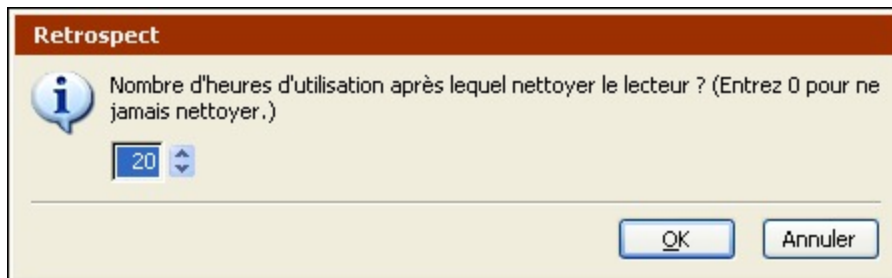 Retrospect
Nombre d'heures d'utilisation après lequel nettoyer le lecteur ? (Entrez 0 pour ne
jamais nettoyer.)
20
OK
Annuler